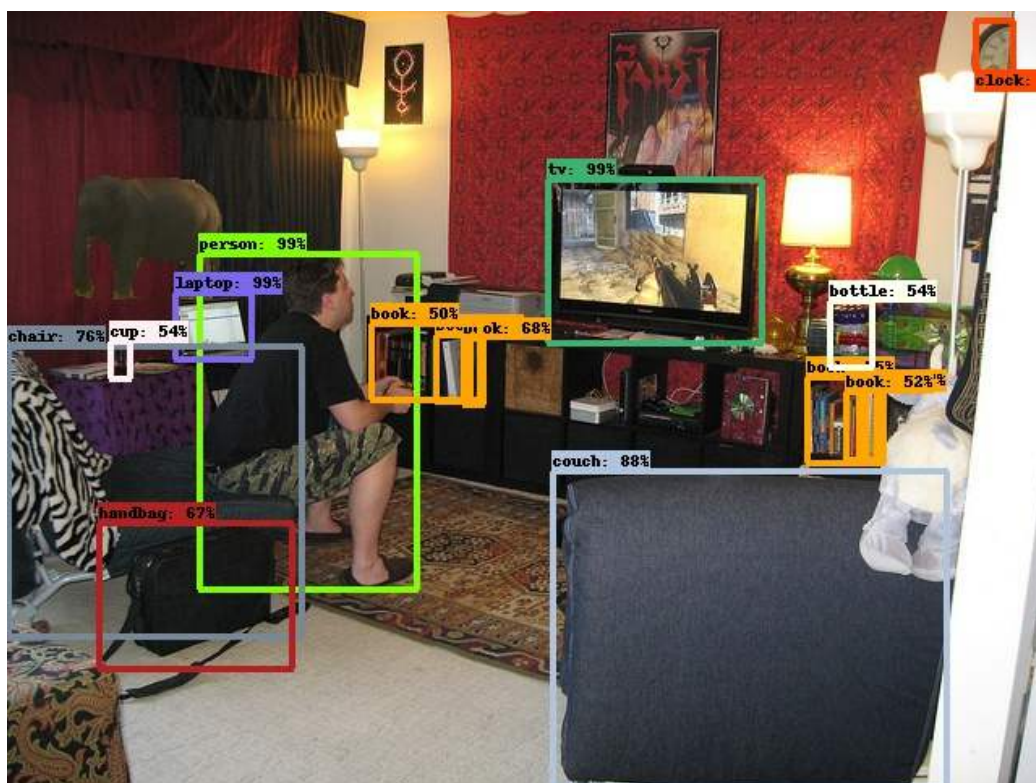 clock:
tv: 99%
person: 99%
laptop: 99%
bottle: 54%
book: 50%
ok: 68%
chair: 76%
cup: 54%
book: 52%
couch: 88%
handbag: 67%